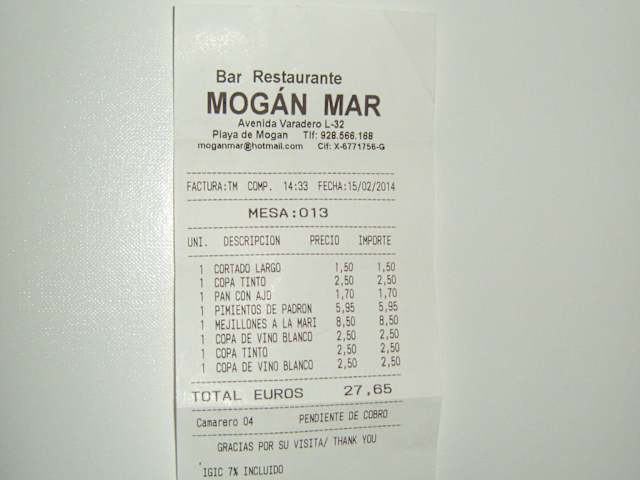 Bar Restaurante
MOGÁN MAR
Avenida Varadero L-32
Playa de Mogan Tlf: 928.566.168
moganmar@hotmail.com Cif: X-6771756-G
FACTURA:TM COMP. 14:33 FECHA:15/02/2014
MESA:013
UNI. DESCRIPCION PRECIO IMPORTE
1 CORTADO LARGO 1,50 1,50
1 COPA TINTO 2,50 2,50
1 PAN CON AJO 1,70 1,70
1 PIMIENTOS DE PADRON 5,95 5,95
1 MEJILLONES A LA MARI 8,50 8,50
1 COPA DE VINO BLANCO 2,50 2,50
1 COPA TINTO 2,50 2,50
1 COPA DE VINO BLANCO 2,50 2,50
TOTAL EUROS 27,65
Camarero 04 PENDIENTE DE COBRO
GRACIAS POR SU VISITA/ THANK YOU
IGIC 7% INCLUIDO